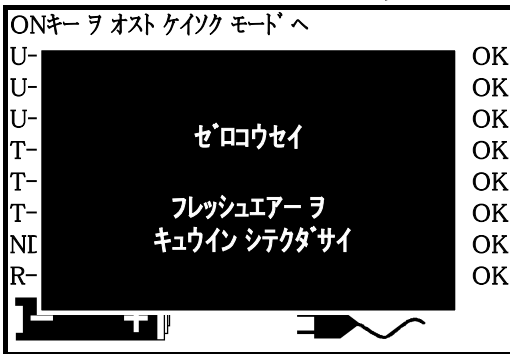 ONキー ヲ オスト ケイソク モード ヘ
U- OK
U- OK
U- OK
T- OK
ゼロコウセイ
T- OK
T- OK
フレッシュエアー ヲ
キュウイン シテクダサイ
ND OK
R- OK